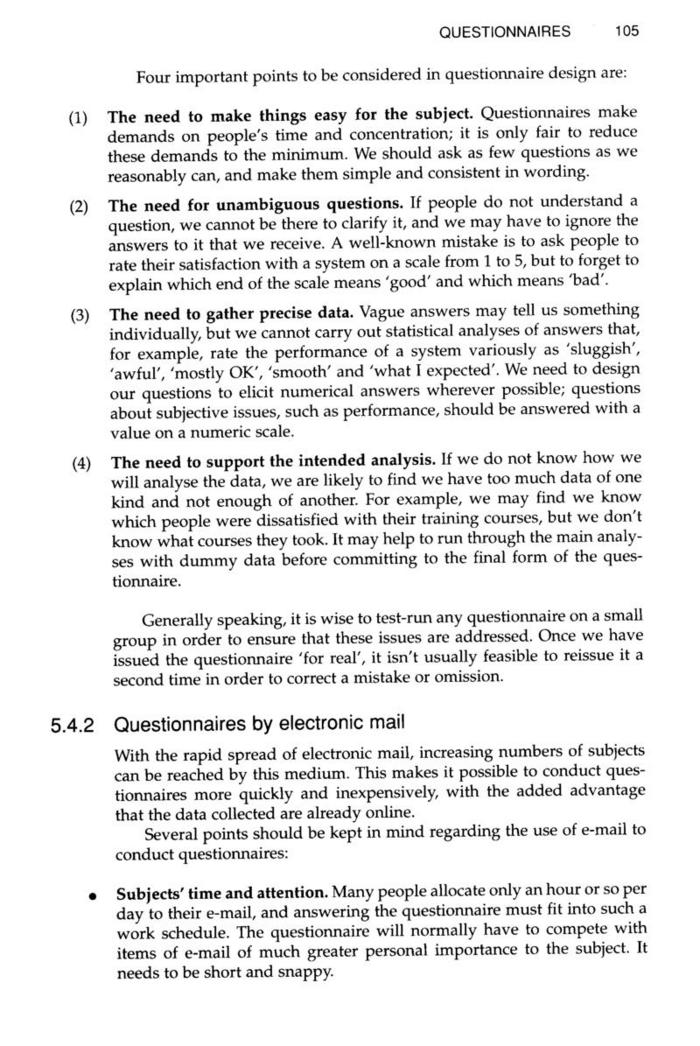 QUESTIONNAIRES 105
Four important points to be considered in questionnaire design are:
(1) The need to make things easy for the subject. Questionnaires make
demands on people's time and concentration; it is only fair to reduce
these demands to the minimum. We should ask as few questions as we
reasonably can, and make them simple and consistent in wording.
(2) The need for unambiguous questions. If people do not understand a
question, we cannot be there to clarify it, and we may have to ignore the
answers to it that we receive. A well-known mistake is to ask people to
rate their satisfaction with a system on a scale from 1 to 5, but to forget to
explain which end of the scale means 'good' and which means 'bad'.
(3) The need to gather precise data. Vague answers may tell us something
individually, but we cannot carry out statistical analyses of answers that,
for example, rate the performance of a system variously as 'sluggish',
'awful', 'mostly OK', 'smooth' and 'what I expected'. We need to design
our questions to elicit numerical answers wherever possible; questions
about subjective issues, such as performance, should be answered with a
value on a numeric scale.
(4) The need to support the intended analysis. If we do not know how we
will analyse the data, we are likely to find we have too much data of one
kind and not enough of another. For example, we may find we know
which people were dissatisfied with their training courses, but we don't
know what courses they took. It may help to run through the main analy-
ses with dummy data before committing to the final form of the ques-
tionnaire.
Generally speaking, it is wise to test-run any questionnaire on a small
group in order to ensure that these issues are addressed. Once we have
issued the questionnaire 'for real', it isn't usually feasible to reissue it a
second time in order to correct a mistake or omission.
5.4.2 Questionnaires by electronic mail
With the rapid spread of electronic mail, increasing numbers of subjects
can be reached by this medium. This makes it possible to conduct ques-
tionnaires more quickly and inexpensively, with the added advantage
that the data collected are already online.
Several points should be kept in mind regarding the use of e-mail to
conduct questionnaires:
• Subjects' time and attention. Many people allocate only an hour or so per
day to their e-mail, and answering the questionnaire must fit into such a
work schedule. The questionnaire will normally have to compete with
items of e-mail of much greater personal importance to the subject. It
needs to be short and snappy.